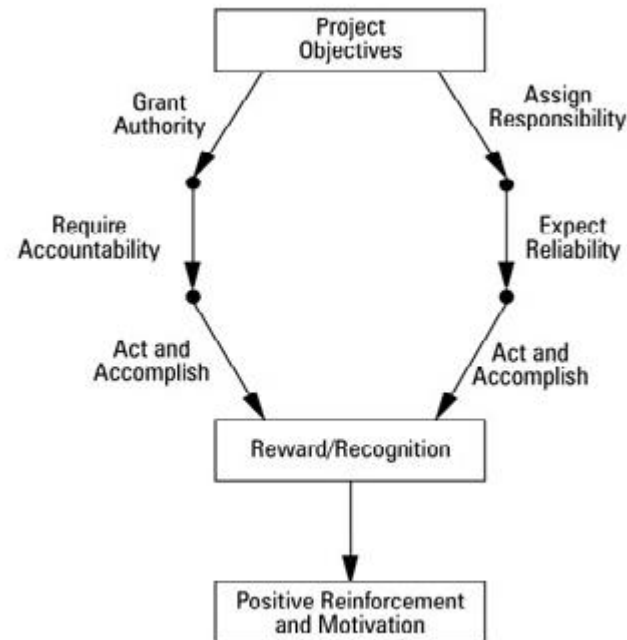 Project
Objectives
Grant
Authority
Assign
Responsibility
Require
Accountability
Expect
Reliability
Act and
Accomplish
Act and
Accomplish
Reward/Recognition
Positive Reinforcement
and Motivation